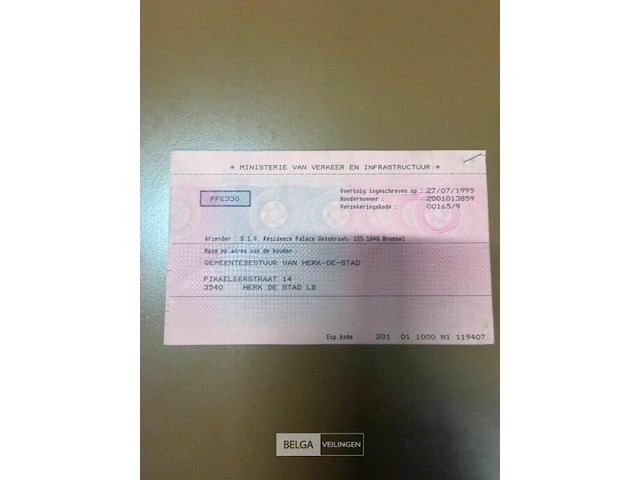 * MINISTERIE VAN VERKEER EN INFRASTRUCTUUR *
PFE330
Voertuig ingeschreven op : 27/07/1995
Houdernummer : 2001013859
Verzekeringskode : 00165/9
Afzender : D.I.V. Résidence Palace Wetstraat 155 1040 Brussel
Naam en adres van de houder
GEMEENTEBESTUUR VAN HERK-DE-STAD
PIKKELEERSTRAAT 14
3540 HERK DE STAD LB
Exp.kode : 201 01 1000 N1 119407
BELGA VEILINGEN